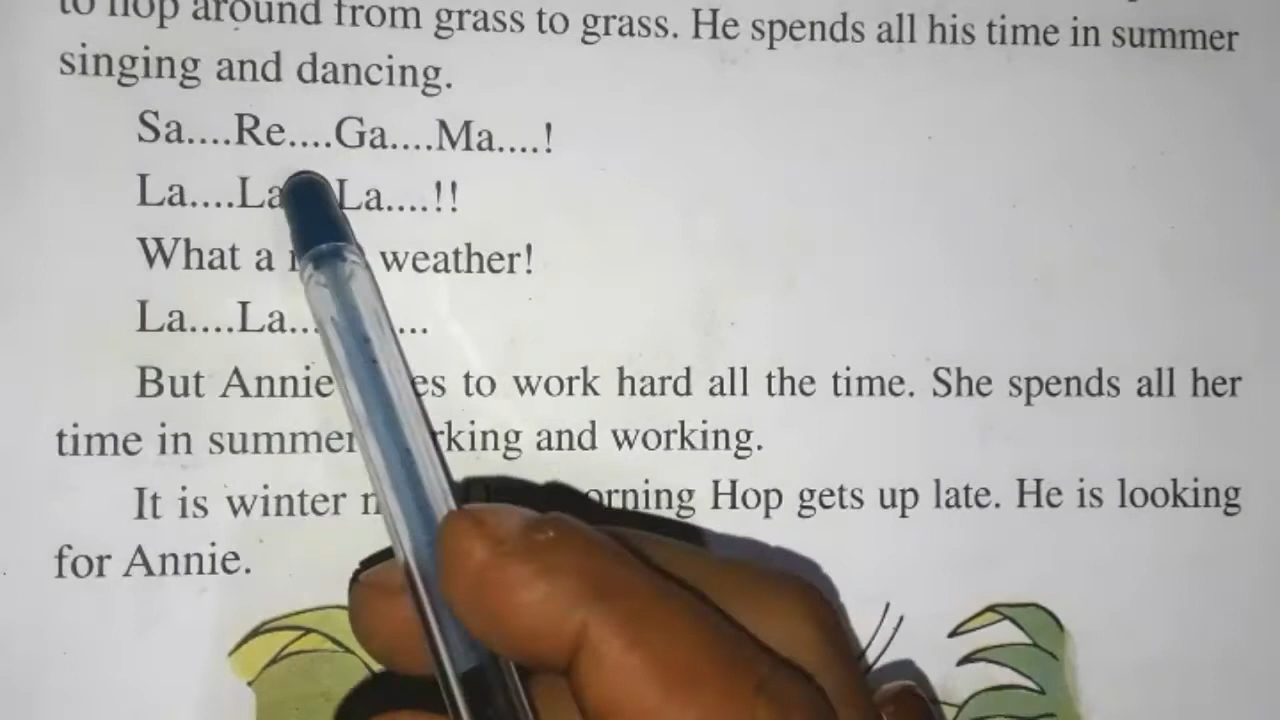 to hop around from grass to grass. He spends all his time in summer
singing and dancing.
Sa....Re....Ga....Ma....!
La....La La....!!
What a weather!
La....La.. ...
But Annie to work hard all the time. She spends all her
time in summer and working.
It is winter Hop gets up late. He is looking
for Annie.